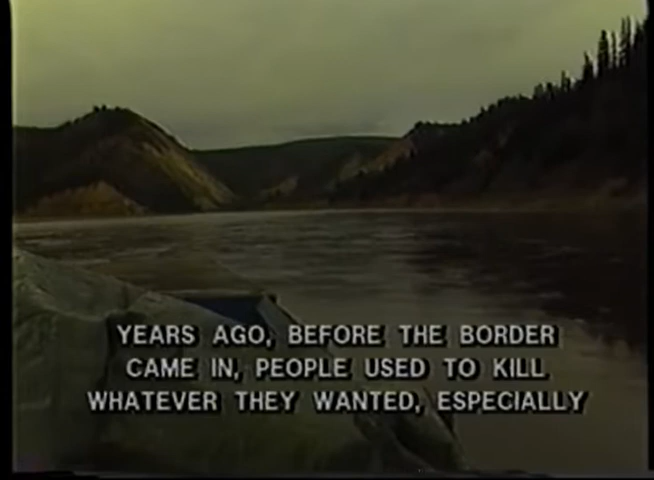 YEARS AGO, BEFORE THE BORDER
CAME IN, PEOPLE USED TO KILL
WHATEVER THEY WANTED, ESPECIALLY